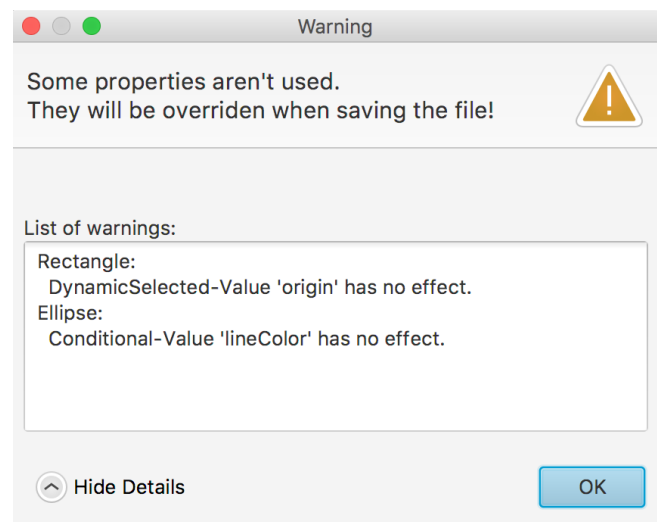 Warning
Some properties aren't used.
They will be overriden when saving the file!
List of warnings:
Rectangle:
DynamicSelected-Value 'origin' has no effect.
Ellipse:
Conditional-Value 'lineColor' has no effect.
Hide Details
OK